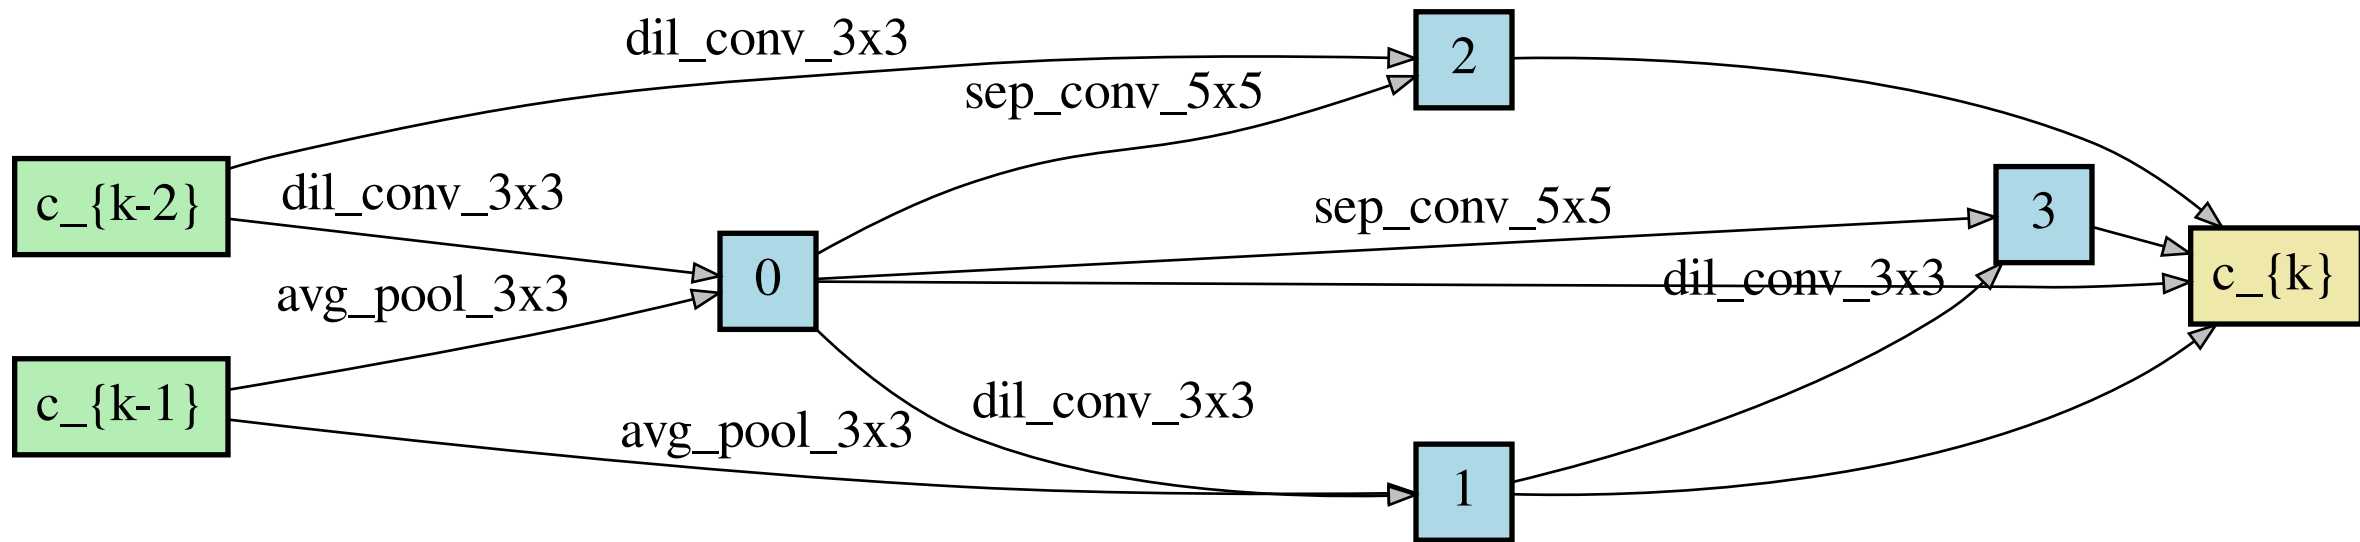 dil_conv_3x3
2
sep_conv_5x5
c_{k-2}
dil_conv_3x3
sep_conv_5x5
3
avg_pool_3x3
0
dil_conv_3x3
c_{k}
c_{k-1}
avg_pool_3x3
dil_conv_3x3
1